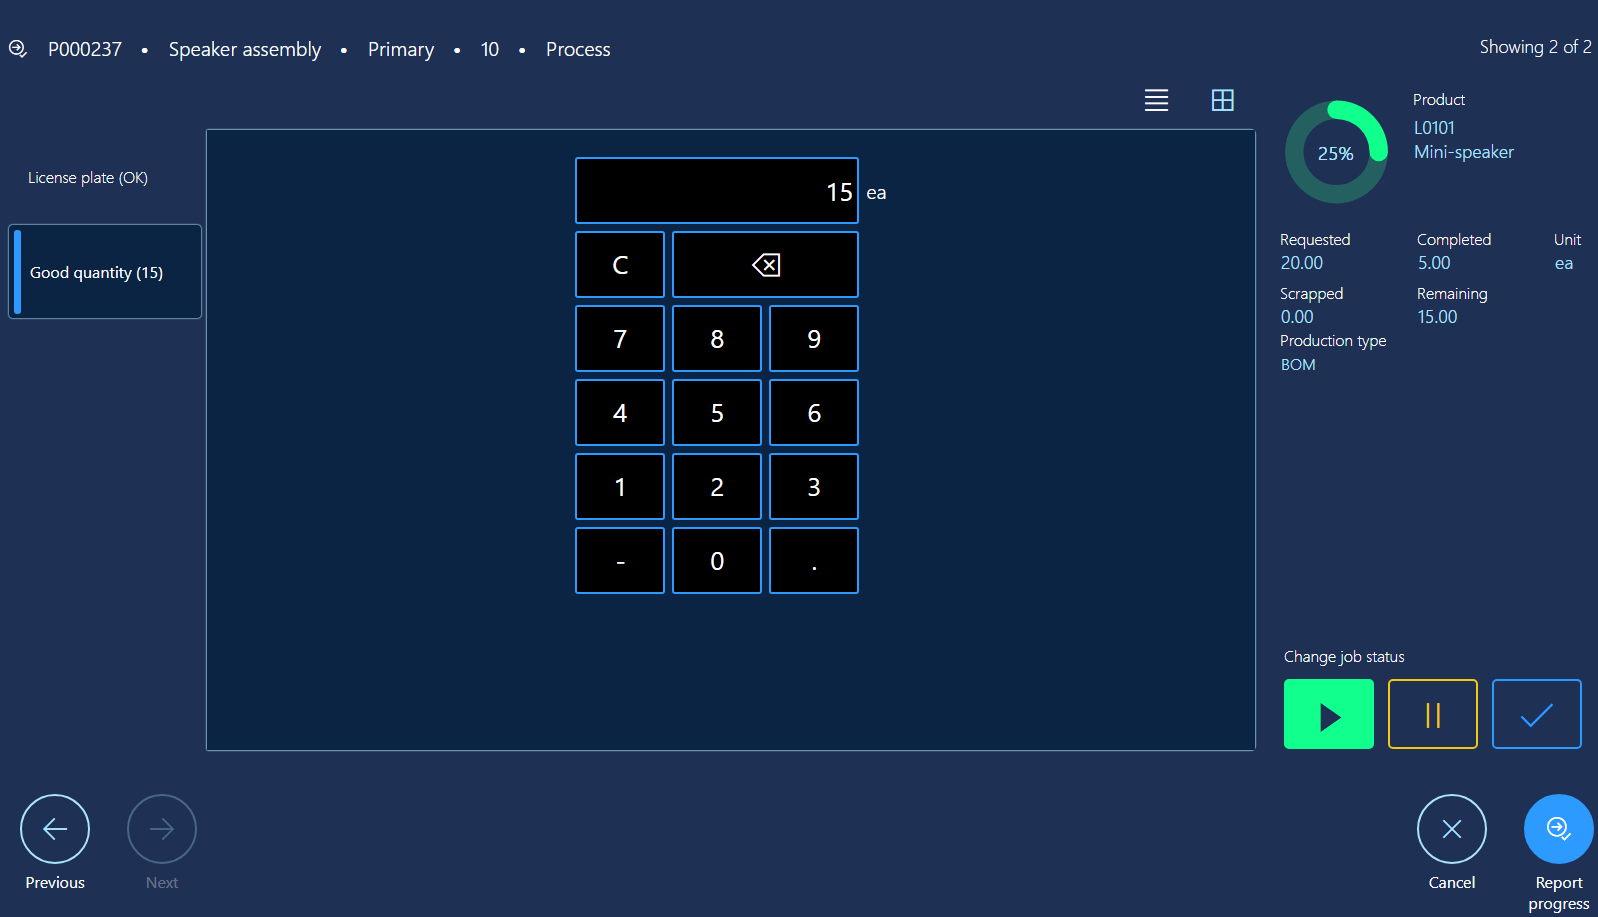 P000237 • Speaker assembly • Primary • 10 • Process
Showing 2 of 2
License plate (OK)
Good quantity (15)
15 ea
C
7 8 9
4 5 6
1 2 3
- 0 .
25%
Product
L0101
Mini-speaker
Requested Completed Unit
20.00 5.00 ea
Scrapped Remaining
0.00 15.00
Production type
BOM
Change job status
Previous
Next
Cancel
Report
progress